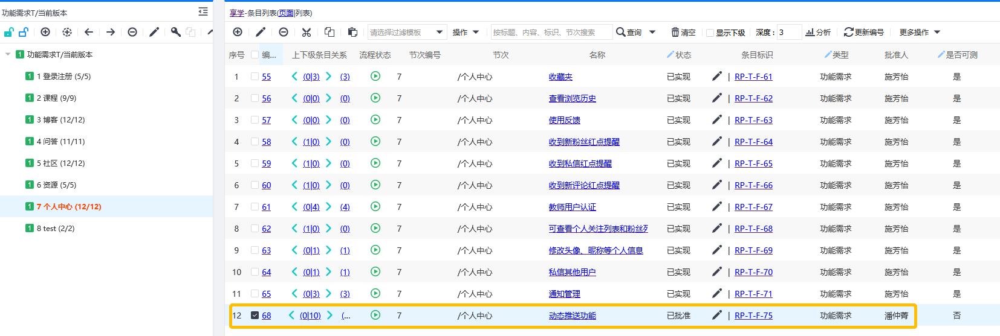 功能需求T/当前版本
功能需求T/当前版本
1 登录注册 (5/5)
2 课程 (9/9)
3 博客 (12/12)
4 问答 (11/11)
5 社区 (12/12)
6 资源 (5/5)
7 个人中心 (12/12)
8 test (2/2)
享学-条目列表(页面|列表)
请选择过滤模板 操作 按标题、内容、标识、节次搜索 查询 清空 显示下级 深度： 3 分析 更新编号 更多操作
序号 编... 上下级条目关系 流程状态 节次编号 节次 名称 状态 条目标识 类型 批准人 是否可测
1 55 (0|3) (3) 7 /个人中心 收藏夹 已实现 | RP-T-F-61 功能需求 施芳怡 是
2 56 (0|0) (0) 7 /个人中心 查看浏览历史 已实现 | RP-T-F-62 功能需求 施芳怡 是
3 57 (0|0) (0) 7 /个人中心 使用反馈 已实现 | RP-T-F-63 功能需求 施芳怡 是
4 58 (1|0) (0) 7 /个人中心 收到新粉丝红点提醒 已实现 | RP-T-F-64 功能需求 施芳怡 是
5 59 (1|0) (0) 7 /个人中心 收到私信红点提醒 已实现 | RP-T-F-65 功能需求 施芳怡 是
6 60 (1|0) (0) 7 /个人中心 收到新评论红点提醒 已实现 | RP-T-F-66 功能需求 施芳怡 是
7 61 (0|4) (4) 7 /个人中心 教师用户认证 已实现 | RP-T-F-67 功能需求 施芳怡 是
8 62 (1|0) (0) 7 /个人中心 可查看个人关注列表和粉丝列 已实现 | RP-T-F-68 功能需求 施芳怡 是
9 63 (0|1) (1) 7 /个人中心 修改头像、昵称等个人信息 已实现 | RP-T-F-69 功能需求 施芳怡 是
10 64 (0|1) (1) 7 /个人中心 私信其他用户 已实现 | RP-T-F-70 功能需求 施芳怡 是
11 65 (0|3) (3) 7 /个人中心 通知管理 已实现 | RP-T-F-71 功能需求 施芳怡 是
12 68 (0|10) (... 7 /个人中心 动态推送功能 已批准 | RP-T-F-75 功能需求 潘仲菁 否